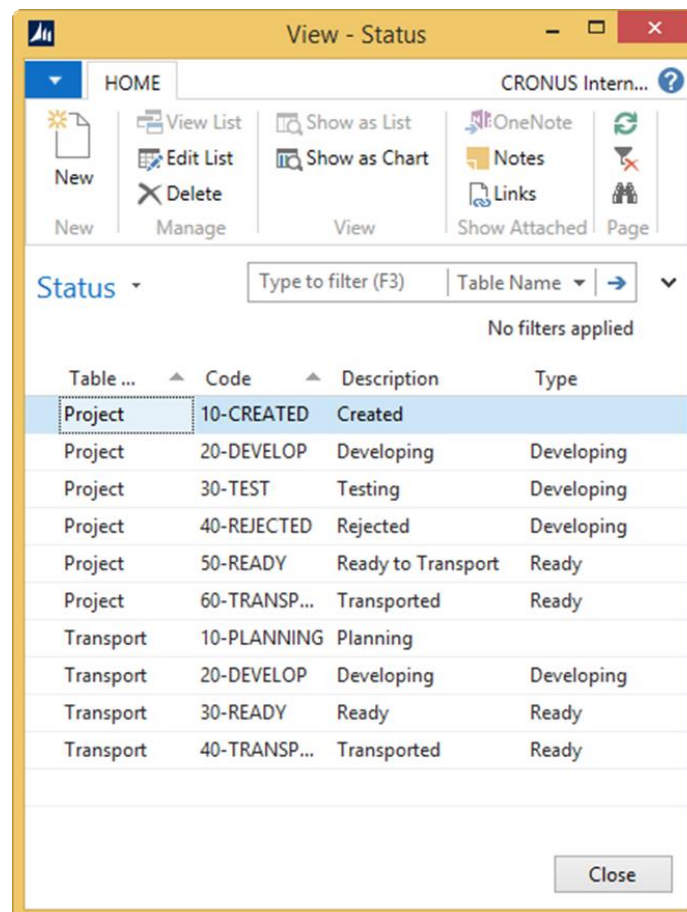 View - Status
HOME
CRONUS Intern...
New
View List
Edit List
Delete
Show as List
Show as Chart
OneNote
Notes
Links
New
Manage
View
Show Attached
Page
Status
Type to filter (F3)
Table Name
No filters applied
Table ... Code Description Type
Project 10-CREATED Created
Project 20-DEVELOP Developing Developing
Project 30-TEST Testing Developing
Project 40-REJECTED Rejected Developing
Project 50-READY Ready to Transport Ready
Project 60-TRANSP... Transported Ready
Transport 10-PLANNING Planning
Transport 20-DEVELOP Developing Developing
Transport 30-READY Ready Ready
Transport 40-TRANSP... Transported Ready
Close